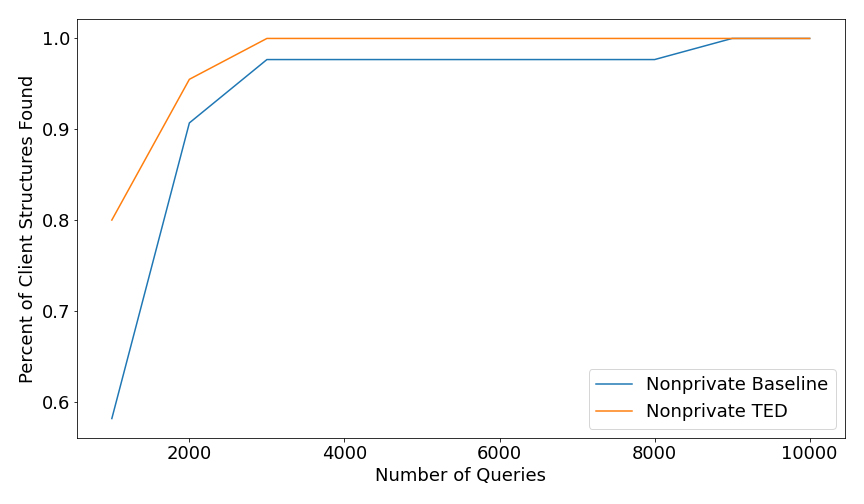 1.0
0.9
0.8
0.7
0.6
Percent of Client Structures Found
Nonprivate Baseline
Nonprivate TED
2000 4000 6000 8000 10000
Number of Queries